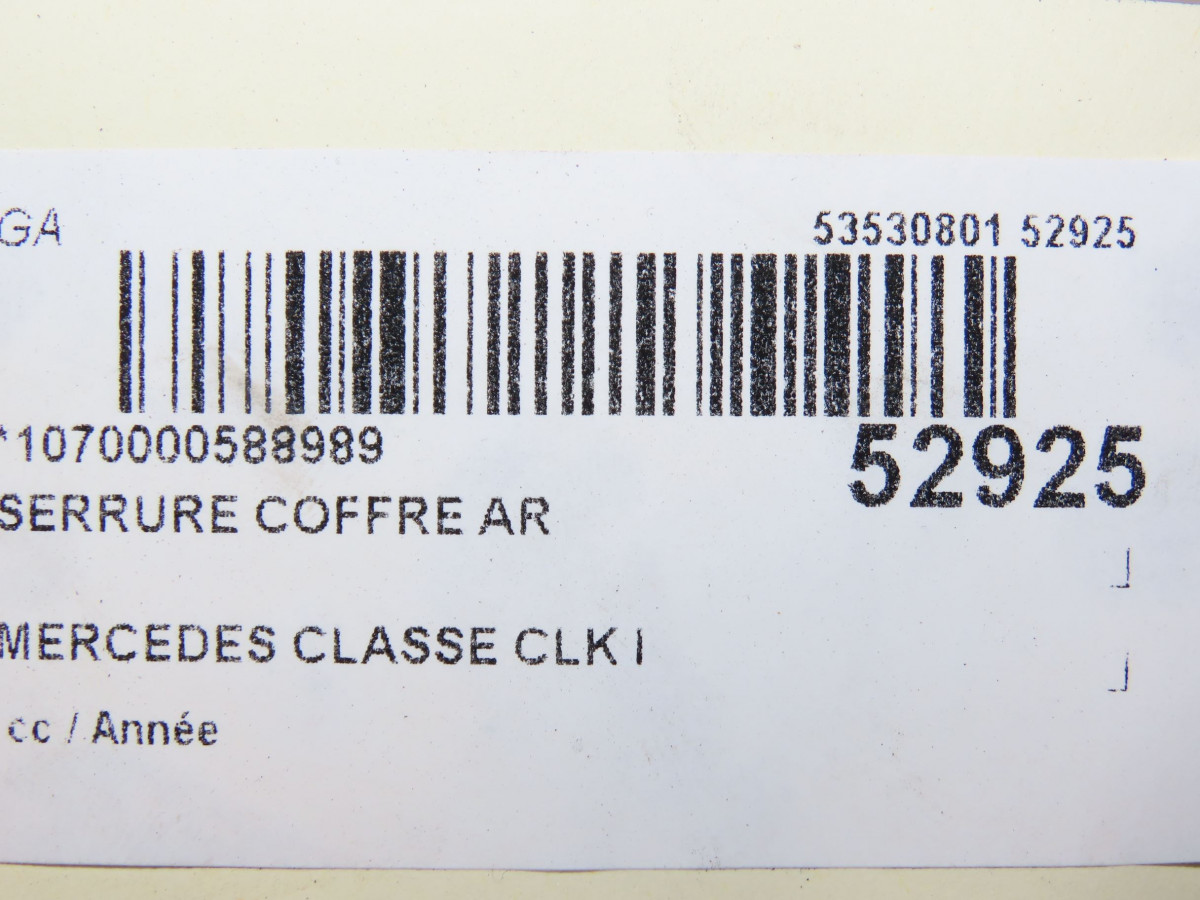 GA
53530801 52925
*1070000588989
52925
SERRURE COFFRE AR
MERCEDES CLASSE CLK I
cc / Année